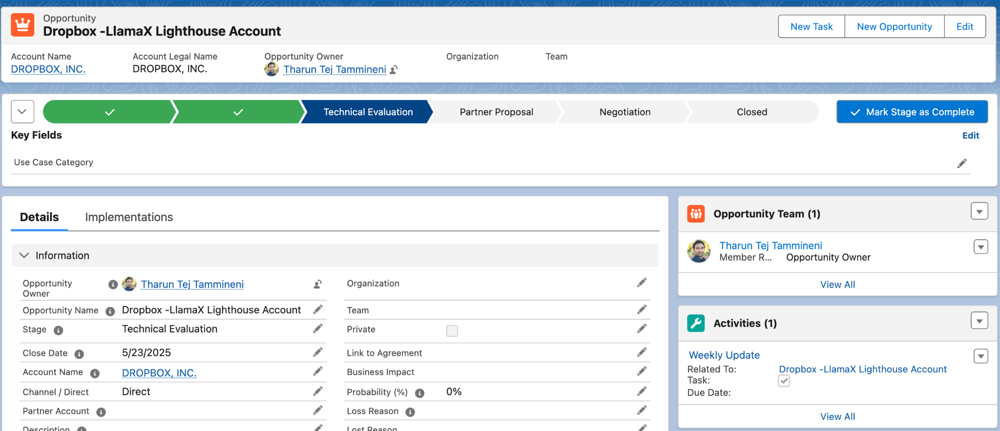 Opportunity
Dropbox -LlamaX Lighthouse Account
New Task
New Opportunity
Edit
Account Name
DROPBOX, INC.
Account Legal Name
DROPBOX, INC.
Opportunity Owner
Tharun Tej Tammineni
Organization
Team
Technical Evaluation
Partner Proposal
Negotiation
Closed
Mark Stage as Complete
Key Fields
Edit
Use Case Category
Details
Implementations
Information
Opportunity
Owner
Tharun Tej Tammineni
Organization
Opportunity Name
Dropbox -LlamaX Lighthouse Account
Team
Stage
Technical Evaluation
Private
Close Date
5/23/2025
Link to Agreement
Account Name
DROPBOX, INC.
Business Impact
Channel / Direct
Direct
Probability (%)
0%
Partner Account
Loss Reason
Description
Lost Reason
Opportunity Team (1)
Tharun Tej Tammineni
Member R... Opportunity Owner
View All
Activities (1)
Weekly Update
Related To: Dropbox -LlamaX Lighthouse Account
Task:
Due Date:
View All